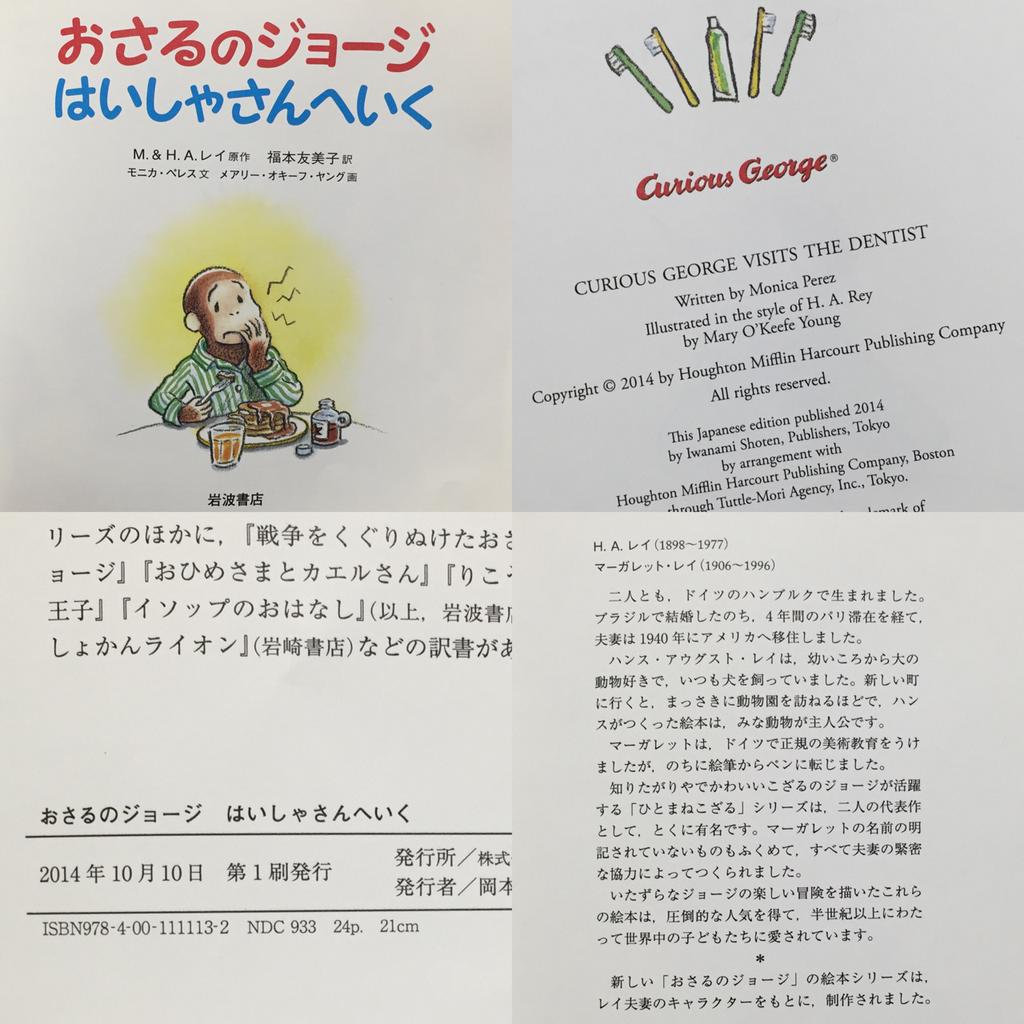 おさるのジョージ
はいしゃさんへいく
M. & H. A. レイ 原作　福本友美子 訳
モニカ・ペレス 文　メアリー・オキーフ・ヤング 画
岩波書店
Curious George®
CURIOUS GEORGE VISITS THE DENTIST
Written by Monica Perez
Illustrated in the style of H. A. Rey
by Mary O'Keefe Young
Copyright © 2014 by Houghton Mifflin Harcourt Publishing Company
All rights reserved.
This Japanese edition published 2014
by Iwanami Shoten, Publishers, Tokyo
by arrangement with
Houghton Mifflin Harcourt Publishing Company, Boston
through Tuttle-Mori Agency, Inc., Tokyo.
リーズのほかに，『戦争をくぐりぬけたおさ
ョージ』『おひめさまとカエルさん』『りこ
王子』『イソップのおはなし』(以上，岩波書
しょかんライオン』(岩崎書店)などの訳書が
おさるのジョージ　はいしゃさんへいく
2014年10月10日　第1刷発行
発行所／株式
発行者／岡本
ISBN978-4-00-111113-2　NDC 933　24p.　21cm
H. A. レイ(1898～1977)
マーガレット・レイ(1906～1996)
二人とも，ドイツのハンブルクで生まれました。
ブラジルで結婚したのち，4年間のパリ滞在を経て，
夫妻は1940年にアメリカへ移住しました。
ハンス・アウグスト・レイは，幼いころから大の
動物好きで，いつも犬を飼っていました。新しい町
に行くと，まっさきに動物園を訪ねるほどで，ハン
スがつくった絵本は，みな動物が主人公です。
マーガレットは，ドイツで正規の美術教育をうけ
ましたが，のちに絵筆からペンに転じました。
知りたがりやでかわいいこざるのジョージが活躍
する「ひとまねこざる」シリーズは，二人の代表作
として，とくに有名です。マーガレットの名前の明
記されていないものもふくめて，すべて夫妻の緊密
な協力によってつくられました。
いたずらなジョージの楽しい冒険を描いたこれら
の絵本は，圧倒的な人気を得て，半世紀以上にわた
って世界中の子どもたちに愛されています。
*
新しい「おさるのジョージ」の絵本シリーズは，
レイ夫妻のキャラクターをもとに，制作されました。